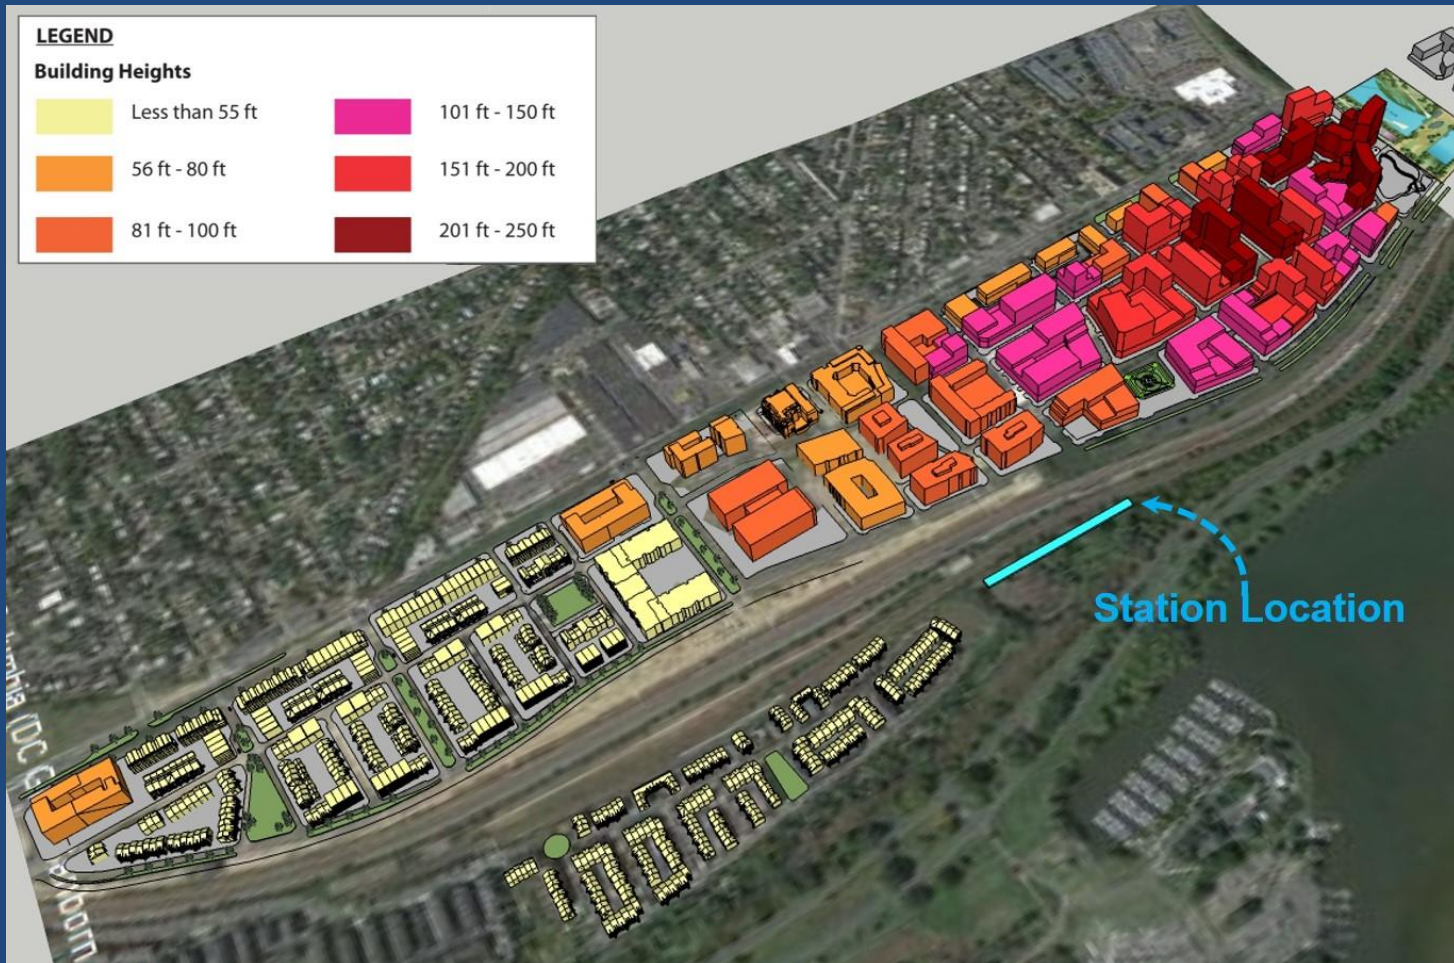 LEGEND
Building Heights
Less than 55 ft
101 ft - 150 ft
56 ft - 80 ft
151 ft - 200 ft
81 ft - 100 ft
201 ft - 250 ft
Station Location